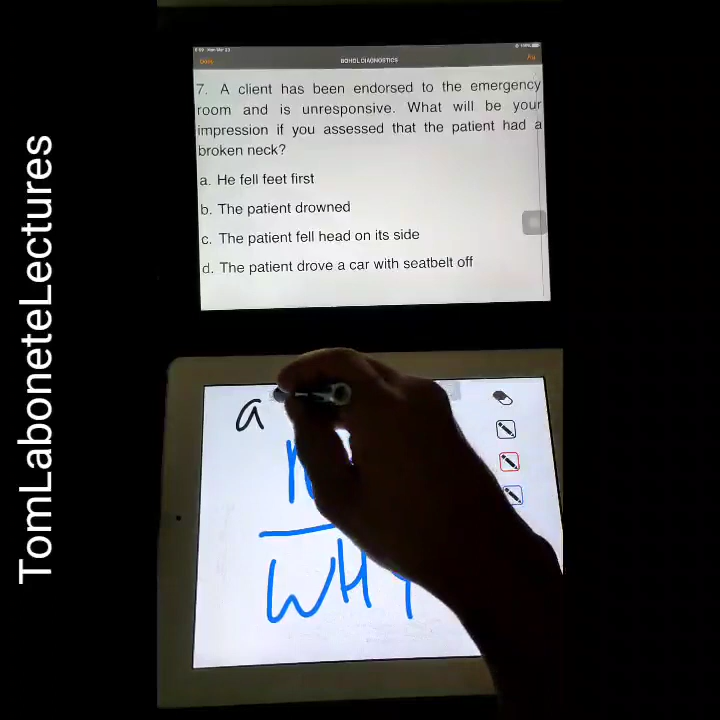 TomLaboneteLectures
BOHOL DIAGNOSTICS
7. A client has been endorsed to the emergency
room and is unresponsive. What will be your
impression if you assessed that the patient had a
broken neck?
a. He fell feet first
b. The patient drowned
c. The patient fell head on its side
d. The patient drove a car with seatbelt off
a
WHY